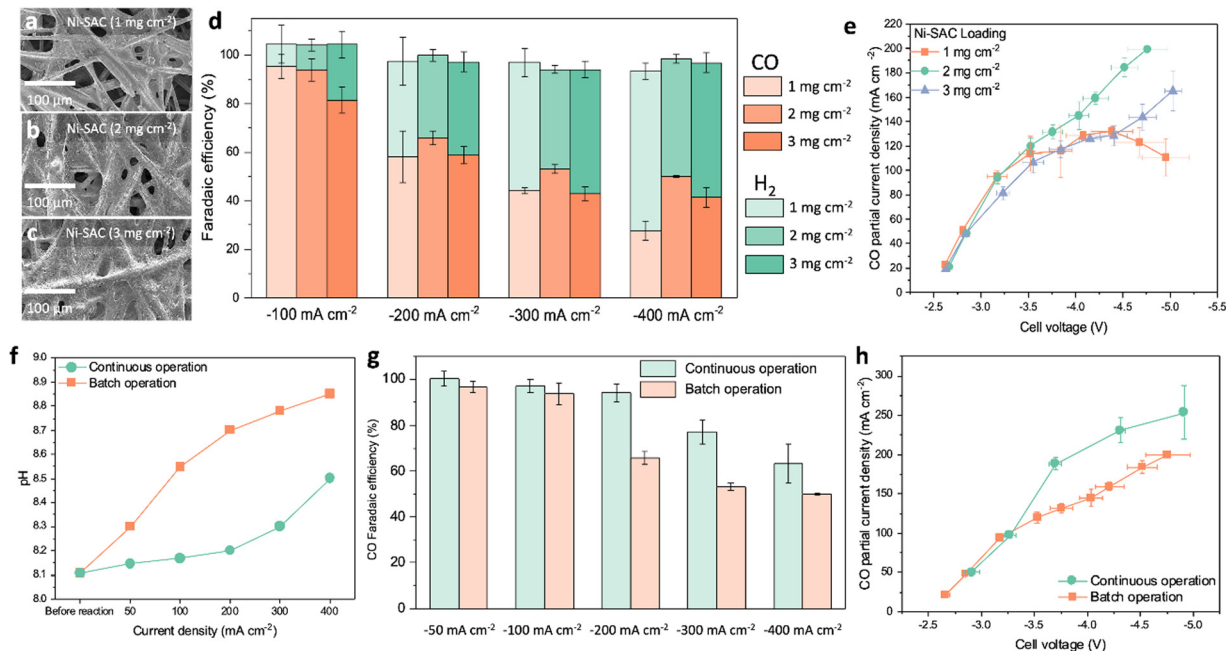 a
Ni-SAC (1 mg cm⁻²)
100 μm
b
Ni-SAC (2 mg cm⁻²)
100 μm
c
Ni-SAC (3 mg cm⁻²)
100 μm
d
Faradaic efficiency (%)
100
80
60
40
20
0
-100 mA cm⁻²
-200 mA cm⁻²
-300 mA cm⁻²
-400 mA cm⁻²
CO
1 mg cm⁻²
2 mg cm⁻²
3 mg cm⁻²
H₂
1 mg cm⁻²
2 mg cm⁻²
3 mg cm⁻²
e
CO partial current density (mA cm⁻²)
Ni-SAC Loading
1 mg cm⁻²
2 mg cm⁻²
3 mg cm⁻²
220
200
180
160
140
120
100
80
60
40
20
0
-2.5
-3.0
-3.5
-4.0
-4.5
-5.0
-5.5
Cell voltage (V)
f
pH
9.0
8.9
8.8
8.7
8.6
8.5
8.4
8.3
8.2
8.1
8.0
Continuous operation
Batch operation
Before reaction
50
100
200
300
400
Current density (mA cm⁻²)
g
CO Faradaic efficiency (%)
100
80
60
40
20
0
Continuous operation
Batch operation
-50 mA cm⁻²
-100 mA cm⁻²
-200 mA cm⁻²
-300 mA cm⁻²
-400 mA cm⁻²
h
CO partial current density (mA cm⁻²)
300
250
200
150
100
50
0
Continuous operation
Batch operation
-2.5
-3.0
-3.5
-4.0
-4.5
-5.0
Cell voltage (V)